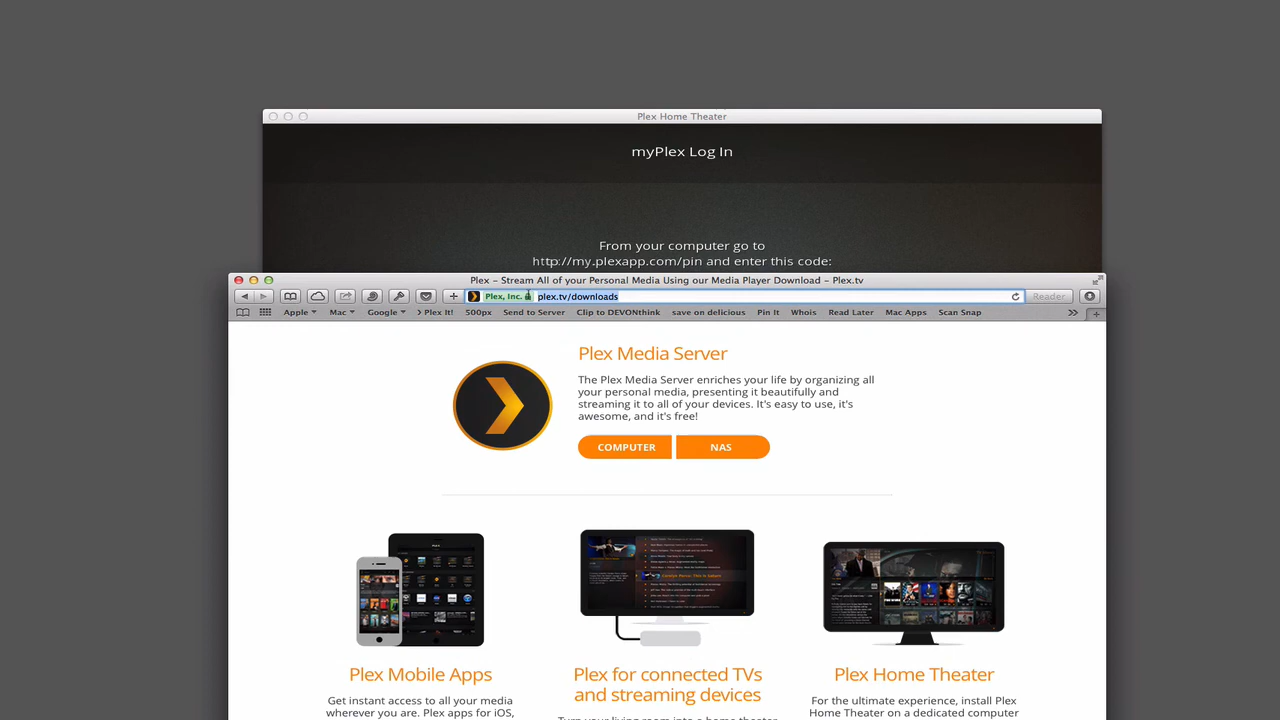 Plex Home Theater
myPlex Log In
From your computer go to
http://my.plexapp.com/pin and enter this code:
Plex – Stream All of your Personal Media Using our Media Player Download – Plex.tv
Plex, Inc. plex.tv/downloads Reader
Apple Mac Google > Plex It! 500px Send to Server Clip to DEVONthink save on delicious Pin It Whois Read Later Mac Apps Scan Snap
Plex Media Server
The Plex Media Server enriches your life by organizing all
your personal media, presenting it beautifully and
streaming it to all of your devices. It's easy to use, it's
awesome, and it's free!
COMPUTER NAS
Plex Mobile Apps
Get instant access to all your media
wherever you are. Plex apps for iOS,
Plex for connected TVs
and streaming devices
Turn your living room into a home theater
Plex Home Theater
For the ultimate experience, install Plex
Home Theater on a dedicated computer